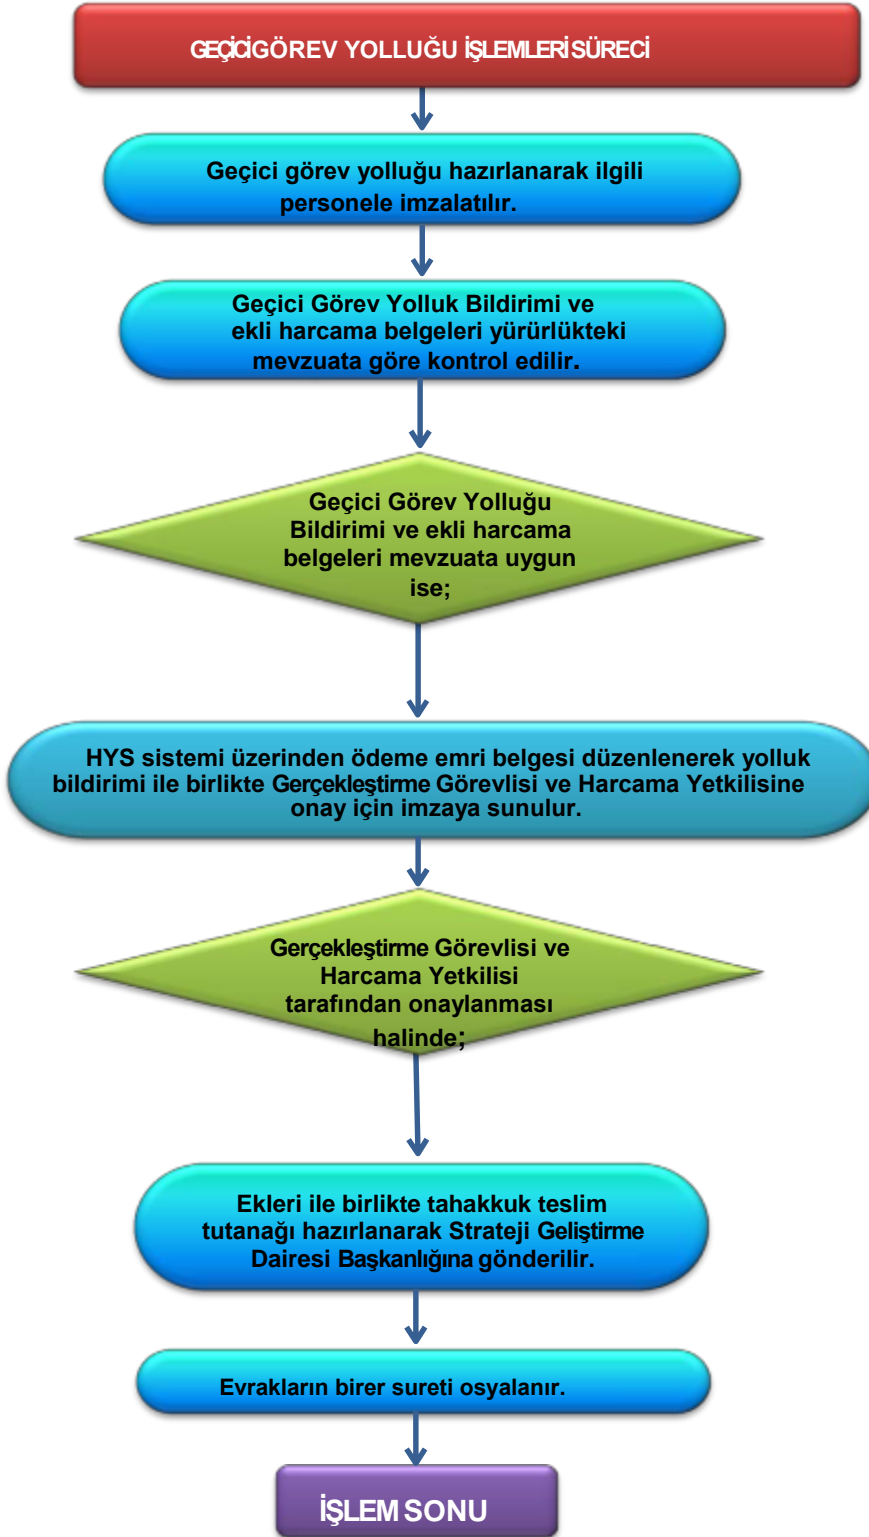 GEÇİCİGÖREV YOLLUĞU İŞLEMLERİSÜRECİ
Geçici görev yolluğu hazırlanarak ilgili
personele imzalatılır.
Geçici Görev Yolluk Bildirimi ve
ekli harcama belgeleri yürürlükteki
mevzuata göre kontrol edilir.
Geçici Görev Yolluğu
Bildirimi ve ekli harcama
belgeleri mevzuata uygun
ise;
HYS sistemi üzerinden ödeme emri belgesi düzenlenerek yolluk
bildirimi ile birlikte Gerçekleştirme Görevlisi ve Harcama Yetkilisine
onay için imzaya sunulur.
Gerçekleştirme Görevlisi ve
Harcama Yetkilisi
tarafından onaylanması
halinde;
Ekleri ile birlikte tahakkuk teslim
tutanağı hazırlanarak Strateji Geliştirme
Dairesi Başkanlığına gönderilir.
Evrakların birer sureti osyalanır.
İŞLEM SONU